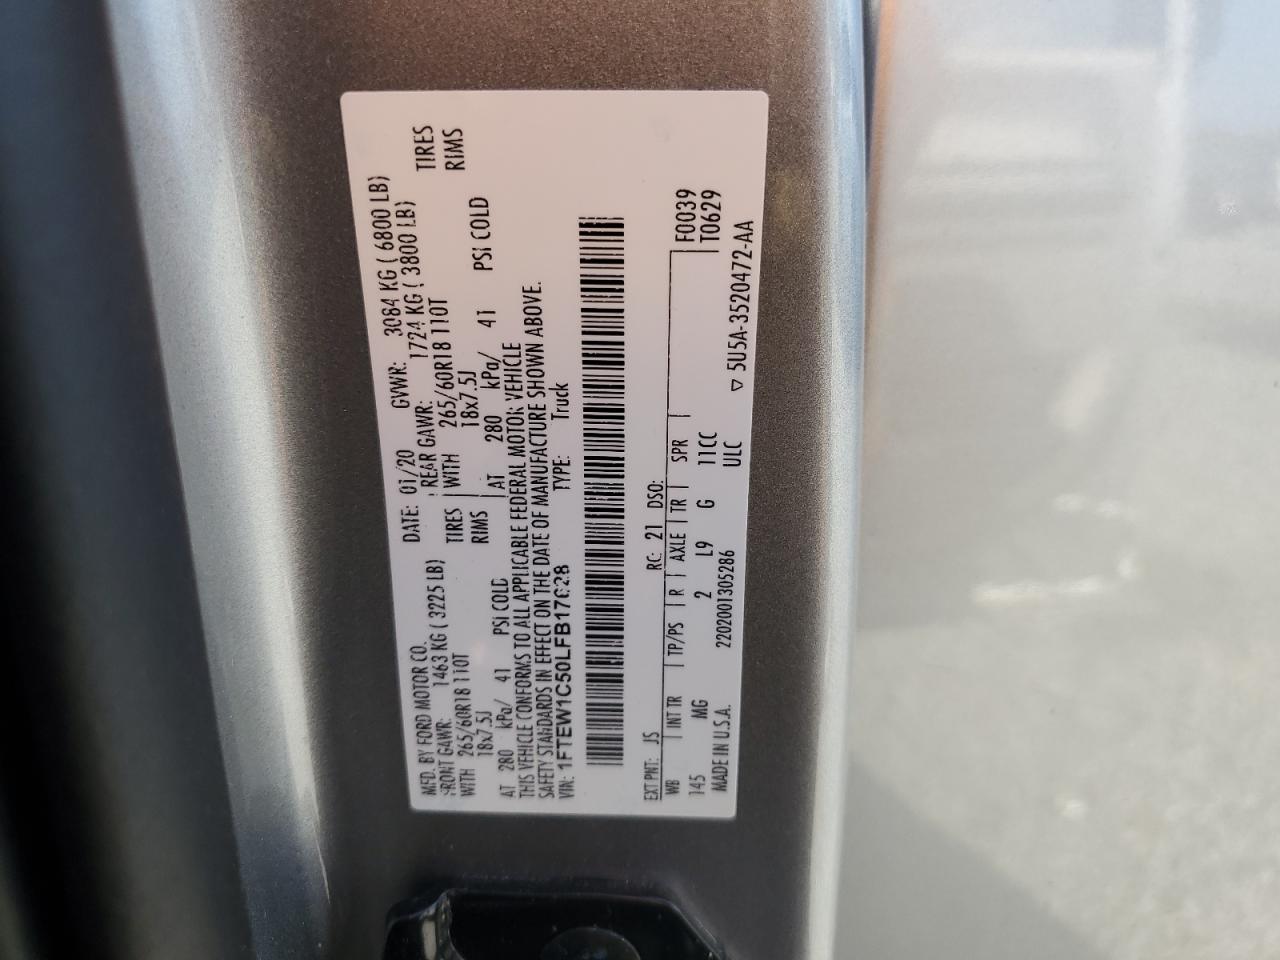 MFD. BY FORD MOTOR CO. DATE: 01/20 GVWR: 3084 KG ( 6800 LB)
FRONT GAWR: 1463 KG ( 3225 LB) REAR GAWR: 1724 KG ( 3800 LB)
WITH 265/60R18 110T TIRES WITH 265/60R18 110T TIRES
18x7.5J RIMS 18x7.5J RIMS
AT 280 kPa/ 41 PSI COLD AT 280 kPa/ 41 PSI COLD
THIS VEHICLE CONFORMS TO ALL APPLICABLE FEDERAL MOTOR VEHICLE
SAFETY STANDARDS IN EFFECT ON THE DATE OF MANUFACTURE SHOWN ABOVE.
VIN: 1FTEW1C50LFB17628 TYPE: Truck
EXT PNT: JS RC: 21 DSO: F0039
WB INT TR TP/PS R AXLE TR SPR T0629
145 MG 2 L9 G 11CC
ULC ▽ 5U5A-3520472-AA
MADE IN U.S.A. 2202001305286